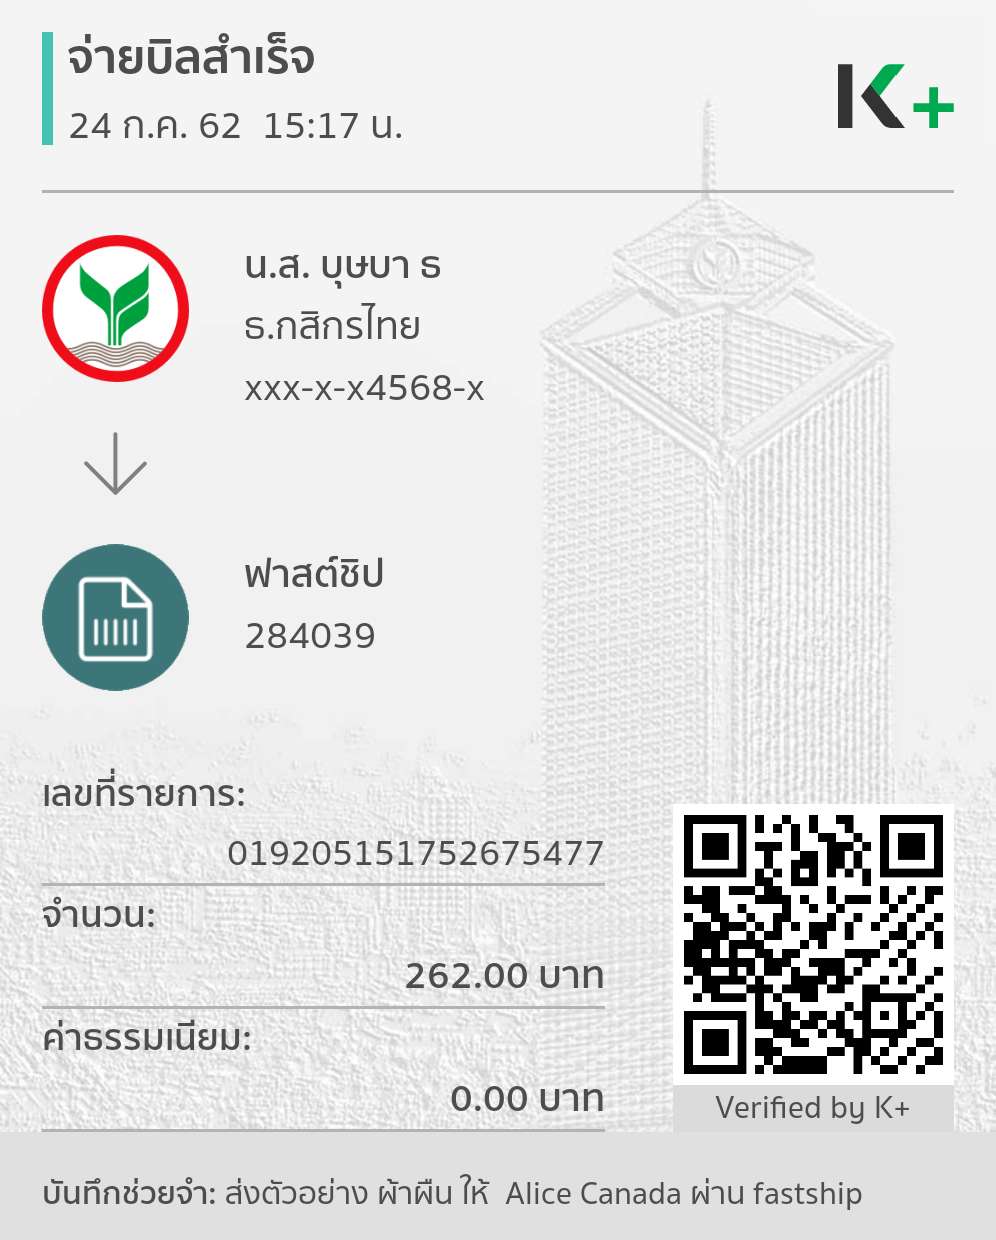 จ่ายบิลสำเร็จ
24 ก.ค. 62 15:17 น.
K+
น.ส. บุษบา ธ
ธ.กสิกรไทย
xxx-x-x4568-x
ฟาสต์ชิป
284039
เลขที่รายการ:
019205151752675477
จำนวน:
262.00 บาท
ค่าธรรมเนียม:
0.00 บาท
Verified by K+
บันทึกช่วยจำ: ส่งตัวอย่าง ผ้าผืน ให้ Alice Canada ผ่าน fastship